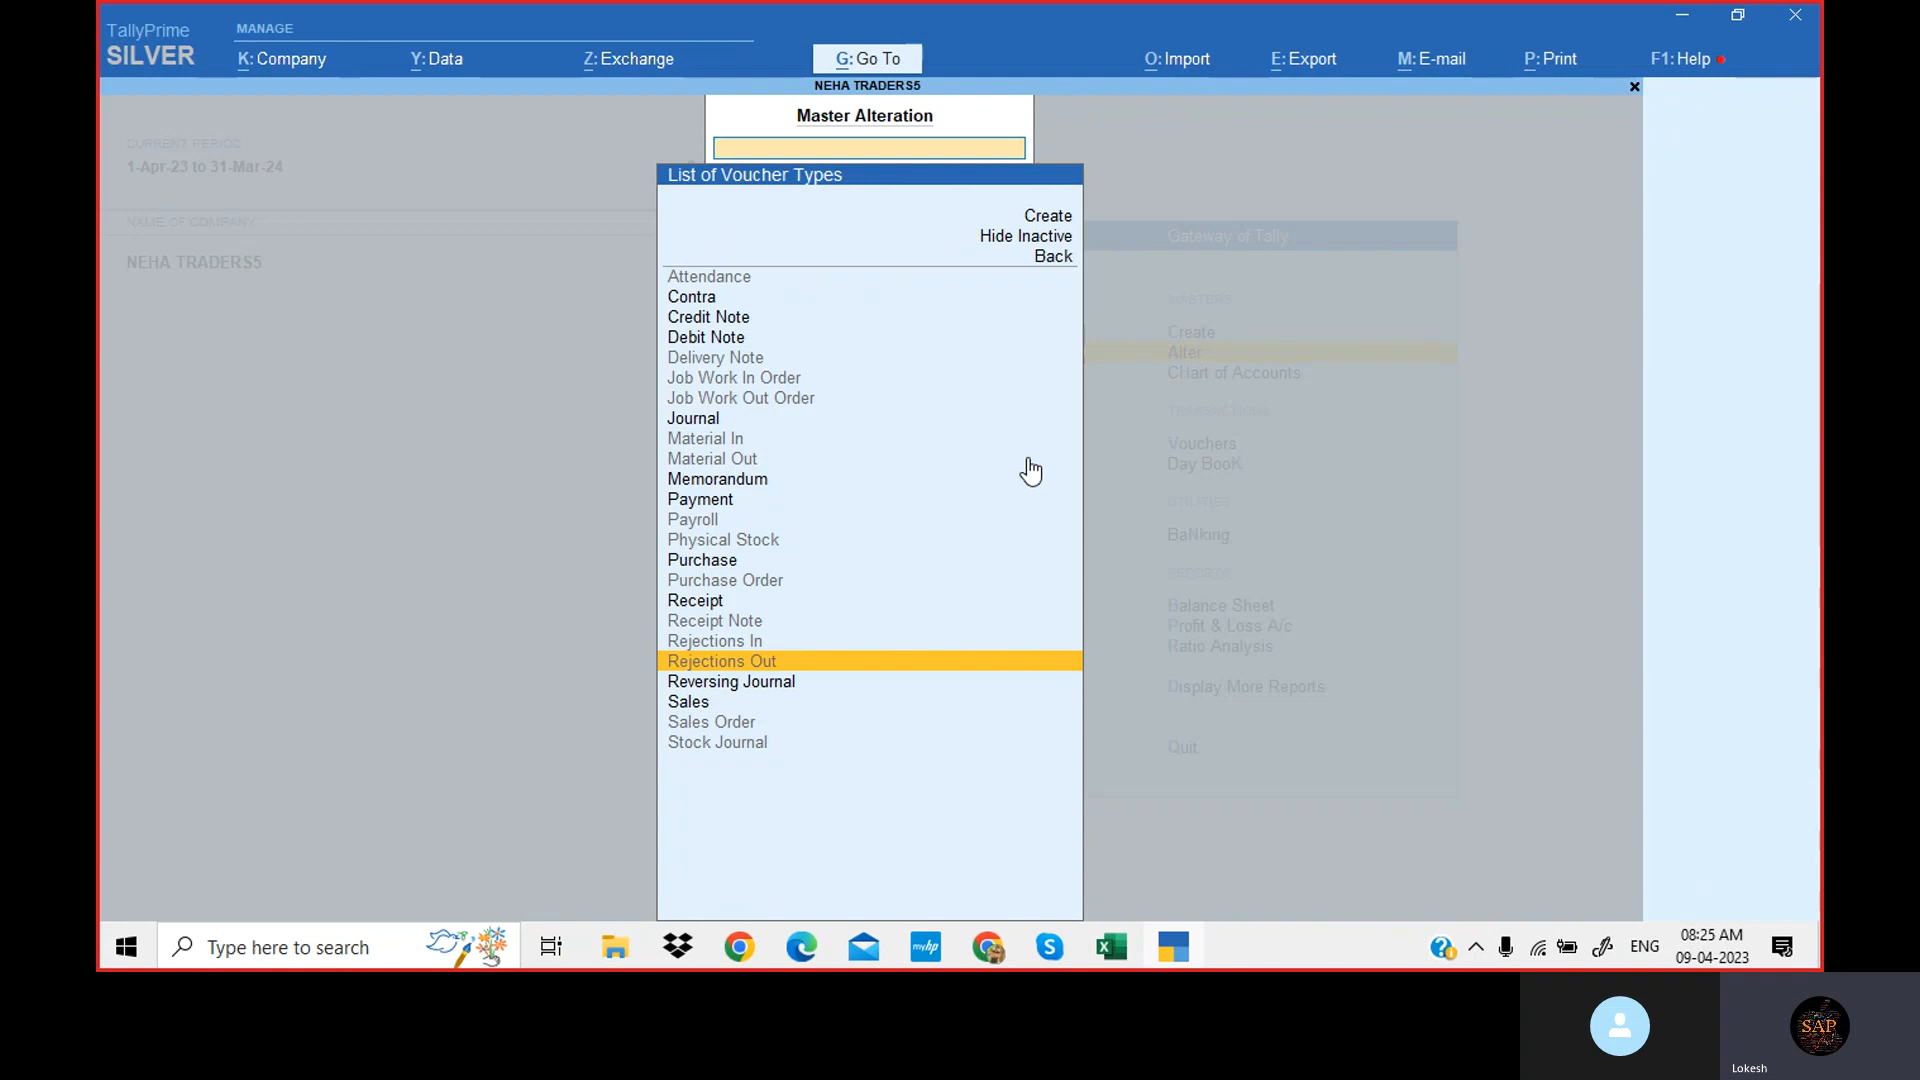 TallyPrime
SILVER
MANAGE
K: Company
Y: Data
Z: Exchange
G: Go To
O: Import
E: Export
M: E-mail
P: Print
F1: Help
NEHA TRADERS5
Master Alteration
CURRENT PERIOD
1-Apr-23 to 31-Mar-24
NAME OF COMPANY
NEHA TRADERS5
List of Voucher Types
Create
Hide Inactive
Back
Attendance
Contra
Credit Note
Debit Note
Delivery Note
Job Work In Order
Job Work Out Order
Journal
Material In
Material Out
Memorandum
Payment
Payroll
Physical Stock
Purchase
Purchase Order
Receipt
Receipt Note
Rejections In
Rejections Out
Reversing Journal
Sales
Sales Order
Stock Journal
Gateway of Tally
MASTERS
Create
Alter
CHart of Accounts
TRANSACTIONS
Vouchers
Day BooK
UTILITIES
BaNking
REPORTS
Balance Sheet
Profit & Loss A/c
Ratio Analysis
Display More Reports
Quit
Type here to search
myhp
ENG
08:25 AM
09-04-2023
SAP
Lokesh